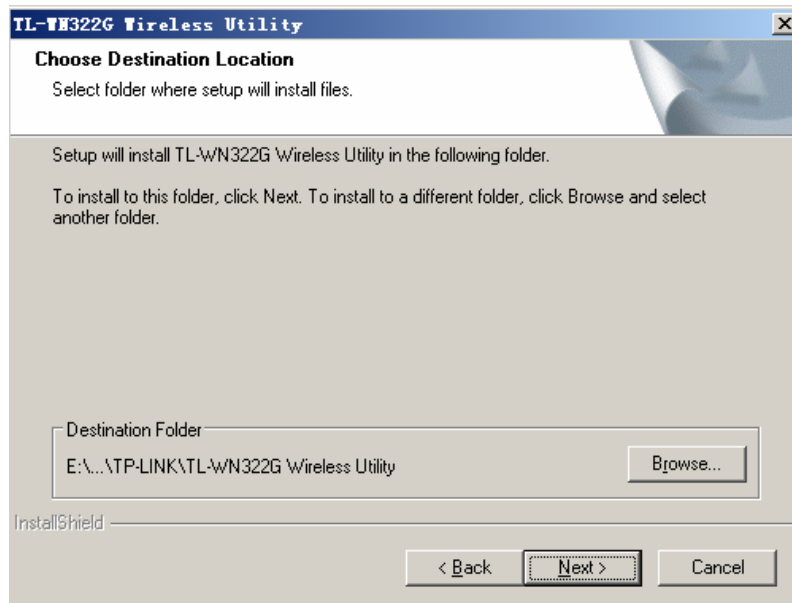 TL-WN322G Wireless Utility
Choose Destination Location
Select folder where setup will install files.
Setup will install TL-WN322G Wireless Utility in the following folder.
To install to this folder, click Next. To install to a different folder, click Browse and select
another folder.
Destination Folder
E:\...\TP-LINK\TL-WN322G Wireless Utility
Browse...
InstallShield
< Back
Next >
Cancel